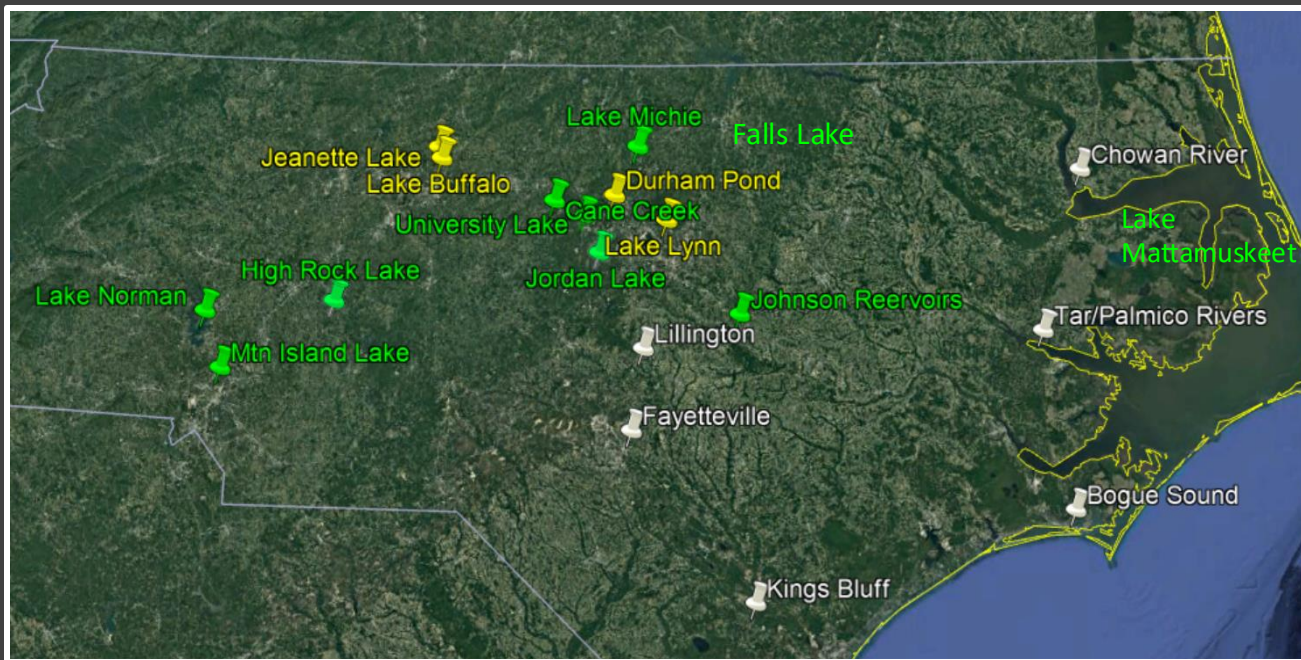 Lake Michie
Falls Lake
Jeanette Lake
Lake Buffalo
Chowan River
Durham Pond
Cane Creek
University Lake
Lake Lynn
Lake
Mattamuskeet
Jordan Lake
High Rock Lake
Lake Norman
Johnson Reervoirs
Tar/Palmico Rivers
Lillington
Mtn Island Lake
Fayetteville
Bogue Sound
Kings Bluff